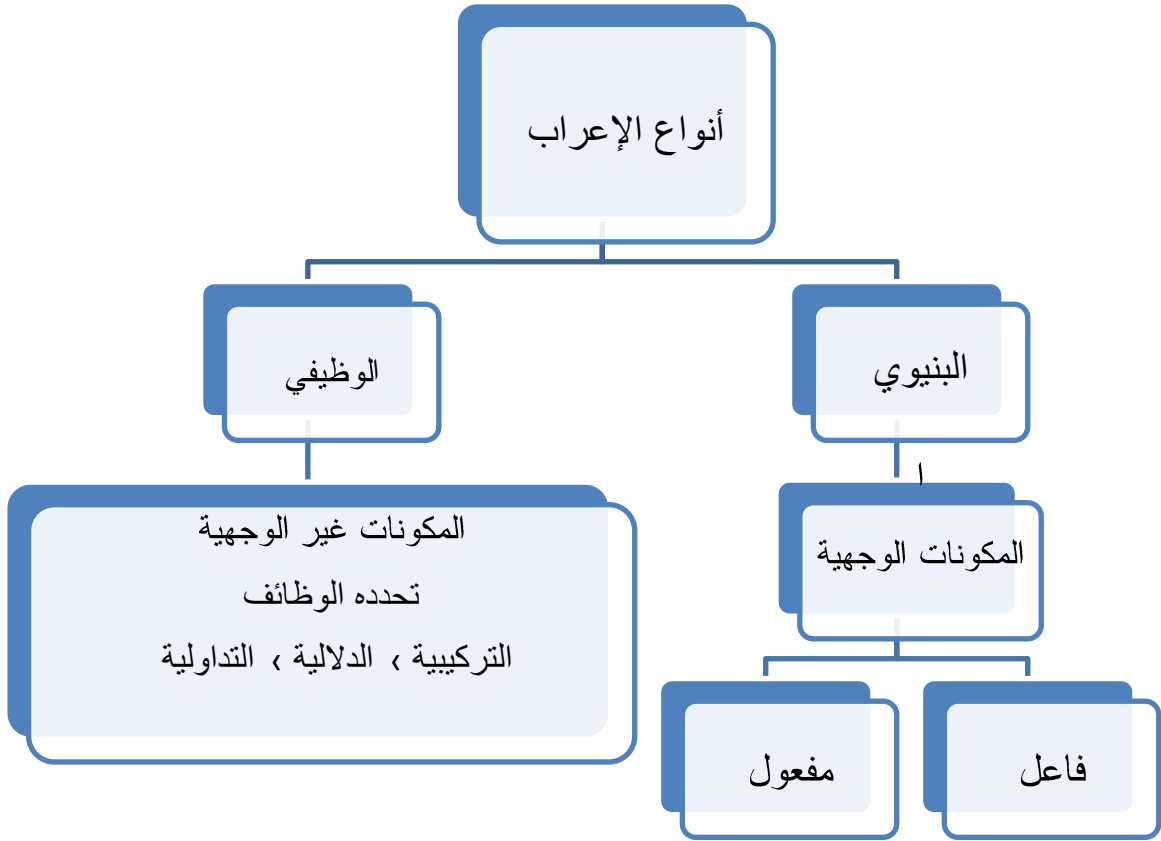 أنواع الإعراب
البنيوي
الوظيفي
ا
المكونات الوجهية
المكونات غير الوجهية
تحدده الوظائف
التركيبية › الدلالية › التداولية
فاعل
مفعول